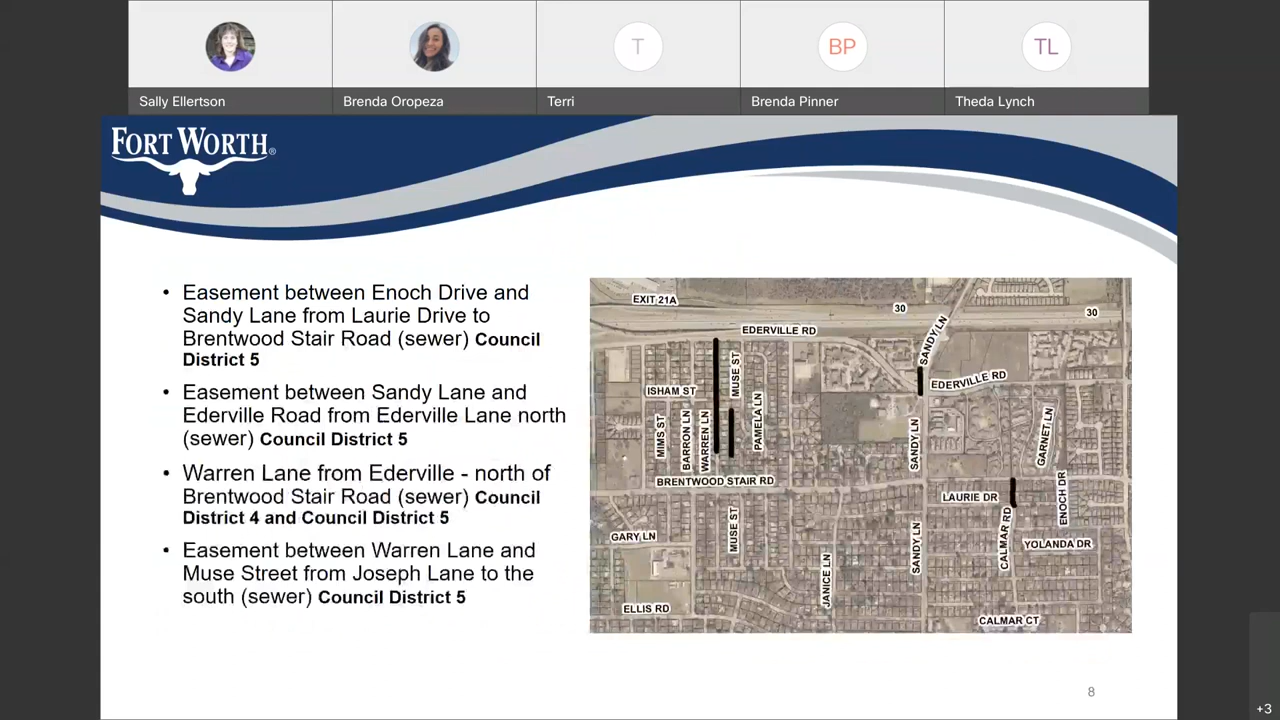 T
BP
TL
Sally Ellertson
Brenda Oropeza
Terri
Brenda Pinner
Theda Lynch
FORT WORTH®
• Easement between Enoch Drive and
Sandy Lane from Laurie Drive to
Brentwood Stair Road (sewer) Council
District 5
• Easement between Sandy Lane and
Ederville Road from Ederville Lane north
(sewer) Council District 5
• Warren Lane from Ederville - north of
Brentwood Stair Road (sewer) Council
District 4 and Council District 5
• Easement between Warren Lane and
Muse Street from Joseph Lane to the
south (sewer) Council District 5
EXIT 21A
30
30
EDERVILLE RD
SANDY LN
MUSE ST
EDERVILLE RD
ISHAM ST
MIMS ST
BARRON LN
WARREN LN
PAMELA LN
SANDY LN
GARNET LN
BRENTWOOD STAIR RD
LAURIE DR
ENOCH DR
MUSE ST
CALMAR RD
GARY LN
SANDY LN
YOLANDA DR
JANICE LN
ELLIS RD
CALMAR CT
8
+3